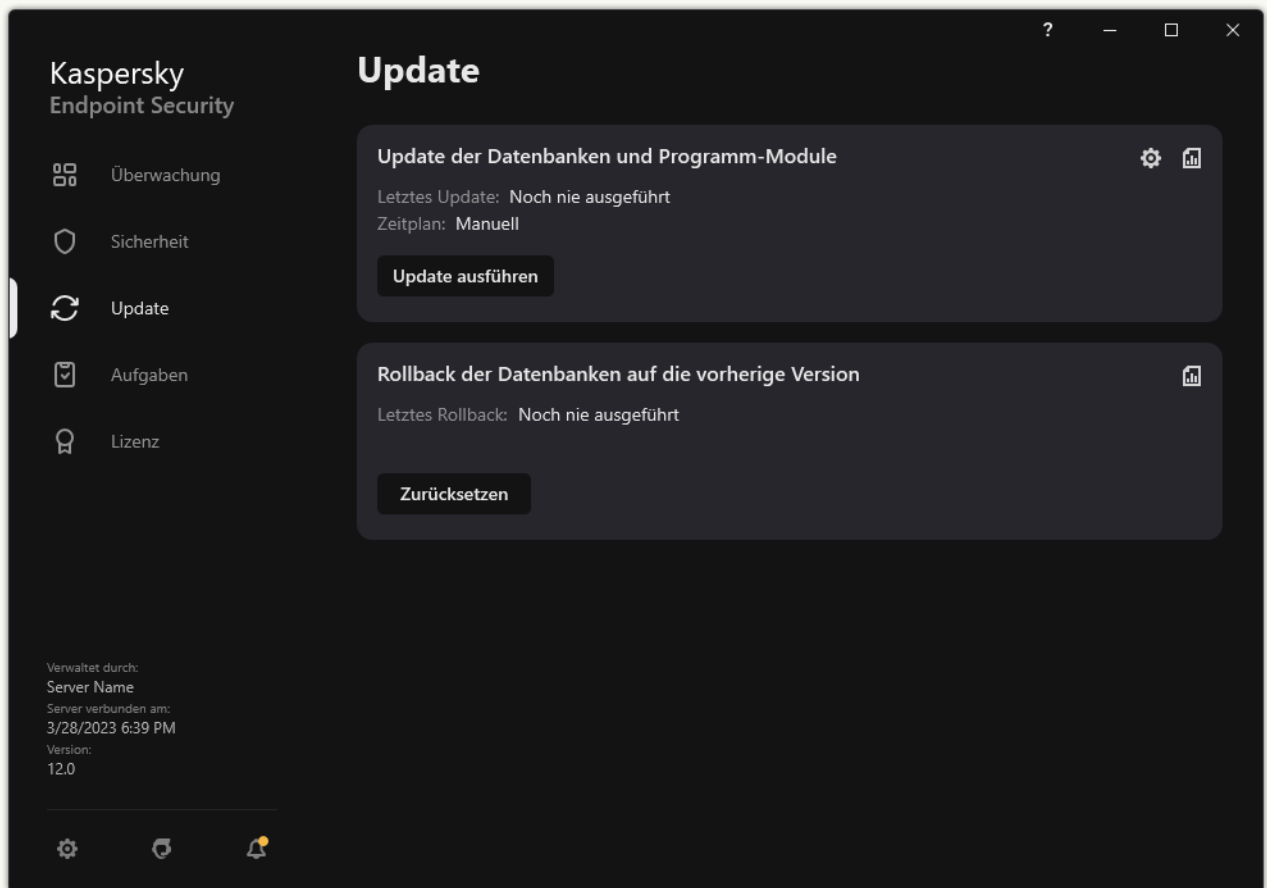 ?
Kaspersky
Endpoint Security
Überwachung
Sicherheit
Update
Aufgaben
Lizenz
Verwaltet durch:
Server Name
Server verbunden am:
3/28/2023 6:39 PM
Version:
12.0
Update
Update der Datenbanken und Programm-Module
Letztes Update: Noch nie ausgeführt
Zeitplan: Manuell
Update ausführen
Rollback der Datenbanken auf die vorherige Version
Letztes Rollback: Noch nie ausgeführt
Zurücksetzen